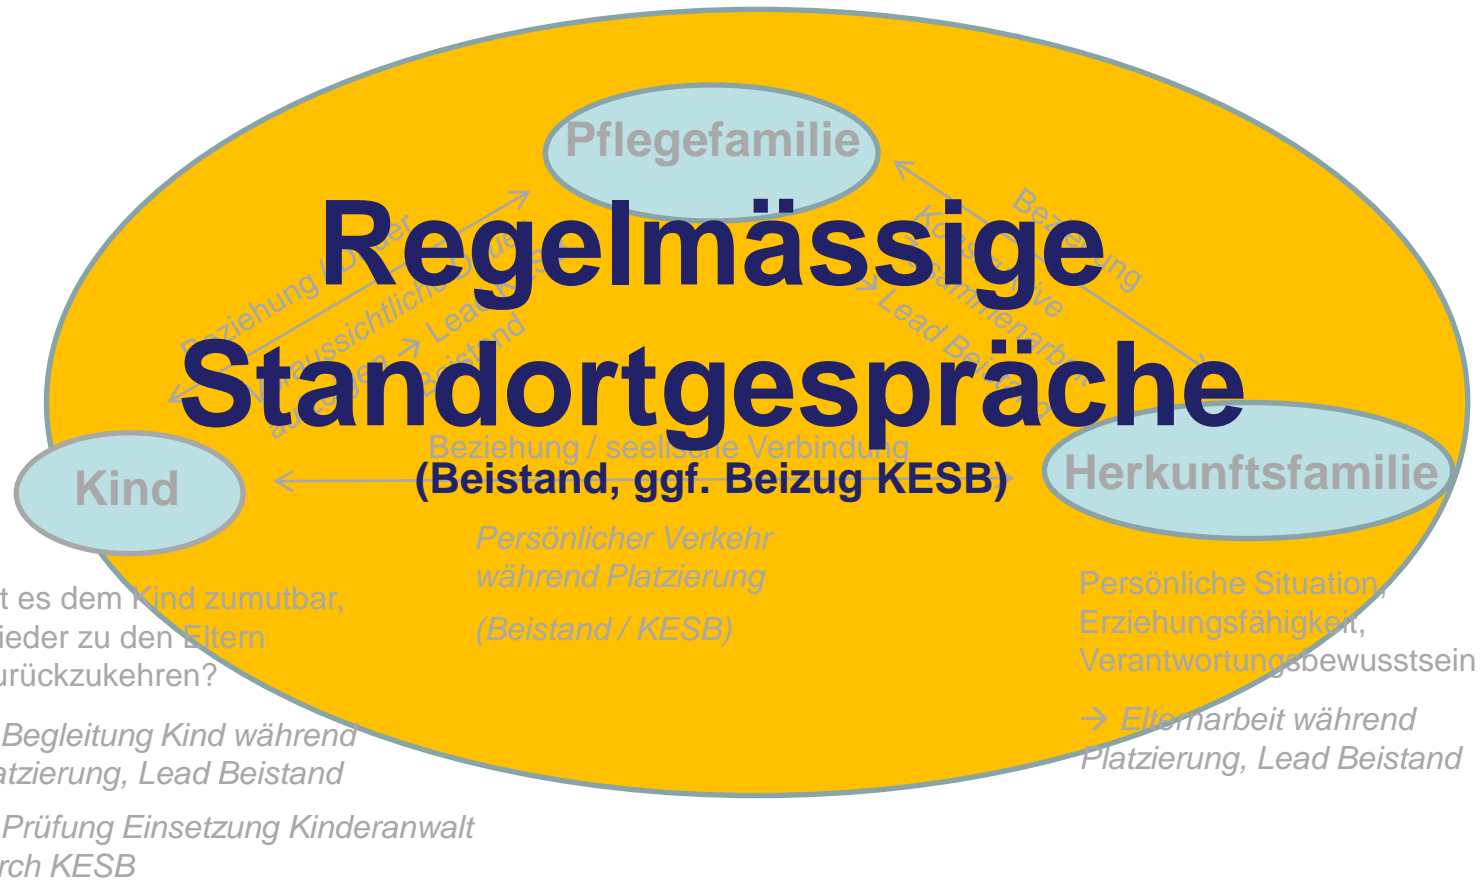 Pflegefamilie
Regelmässige
Standortgespräche
(Beistand, ggf. Beizug KESB)
Beziehung /
Beistand
Beziehung
Lead Beistand
Beziehung / seelische Verbindung
Kind
Herkunftsfamilie
Persönlicher Verkehr
während Platzierung
(Beistand / KESB)
t es dem Kind zumutbar,
ieder zu den Eltern
urückzukehren?
Begleitung Kind während
atzierung, Lead Beistand
Prüfung Einsetzung Kinderanwalt
rch KESB
Persönliche Situation,
Erziehungsfähigkeit,
Verantwortungsbewusstsein
→ Elternarbeit während
Platzierung, Lead Beistand